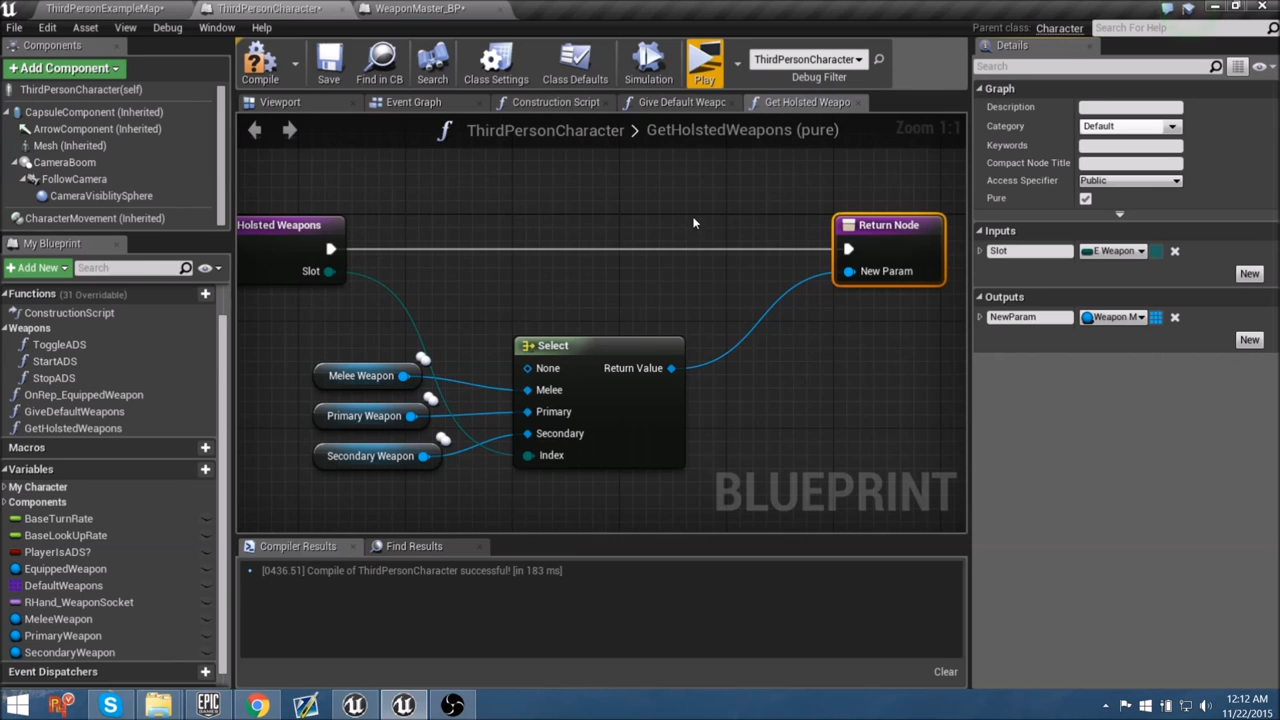 ThirdPersonExampleMap*
ThirdPersonCharacter*
WeaponMaster_BP*
File Edit Asset View Debug Window Help
Parent class: Character
Search For Help
Components
Add Component
ThirdPersonCharacter(self)
CapsuleComponent (Inherited)
ArrowComponent (Inherited)
Mesh (Inherited)
CameraBoom
FollowCamera
CameraVisiblitySphere
CharacterMovement (Inherited)
My Blueprint
Add New
Search
Functions (31 Overridable)
ConstructionScript
Weapons
ToggleADS
StartADS
StopADS
OnRep_EquippedWeapon
GiveDefaultWeapons
GetHolstedWeapons
Macros
Variables
My Character
Components
BaseTurnRate
BaseLookUpRate
PlayerIsADS?
EquippedWeapon
DefaultWeapons
RHand_WeaponSocket
MeleeWeapon
PrimaryWeapon
SecondaryWeapon
Event Dispatchers
Compile Save Find in CB Search Class Settings Class Defaults Simulation Play
ThirdPersonCharacter
Debug Filter
Viewport
Event Graph
Construction Script
Give Default Weapc
Get Holsted Weapo
ThirdPersonCharacter > GetHolstedWeapons (pure)
Zoom 1:1
Holsted Weapons
Slot
Return Node
New Param
Select
None Return Value
Melee
Primary
Secondary
Index
Melee Weapon
Primary Weapon
Secondary Weapon
BLUEPRINT
Compiler Results
Find Results
[0436.51] Compile of ThirdPersonCharacter successful! [in 183 ms]
Clear
Details
Search
Graph
Description
Category Default
Keywords
Compact Node Title
Access Specifier Public
Pure
Inputs
Slot E Weapon
New
Outputs
NewParam Weapon M
New
EPIC
GAMES
12:12 AM
11/22/2015